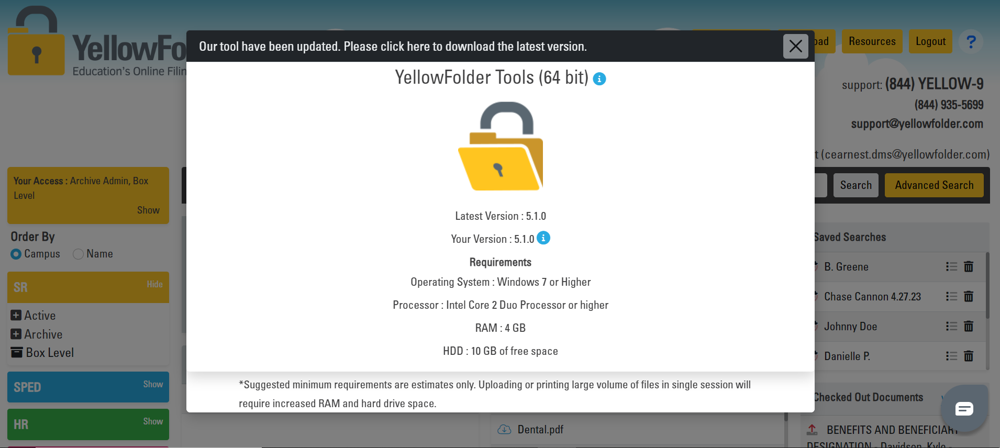 YellowFo
Education's Online Filin
Our tool have been updated. Please click here to download the latest version.
oad
Resources
Logout
?
YellowFolder Tools (64 bit)
support: (844) YELLOW-9
(844) 935-5699
support@yellowfolder.com
t (cearnest.dms@yellowfolder.com)
Your Access : Archive Admin, Box
Level
Show
Search
Advanced Search
Order By
Campus
Name
SR
Hide
Active
Archive
Box Level
SPED
Show
HR
Show
Latest Version : 5.1.0
Your Version : 5.1.0
Requirements
Operating System : Windows 7 or Higher
Processor : Intel Core 2 Duo Processor or higher
RAM : 4 GB
HDD : 10 GB of free space
*Suggested minimum requirements are estimates only. Uploading or printing large volume of files in single session will
require increased RAM and hard drive space.
Saved Searches
B. Greene
Chase Cannon 4.27.23
Johnny Doe
Danielle P.
Checked Out Documents
Dental.pdf
BENEFITS AND BENEFICIARY
DESIGNATION - Davidson, Kyle -